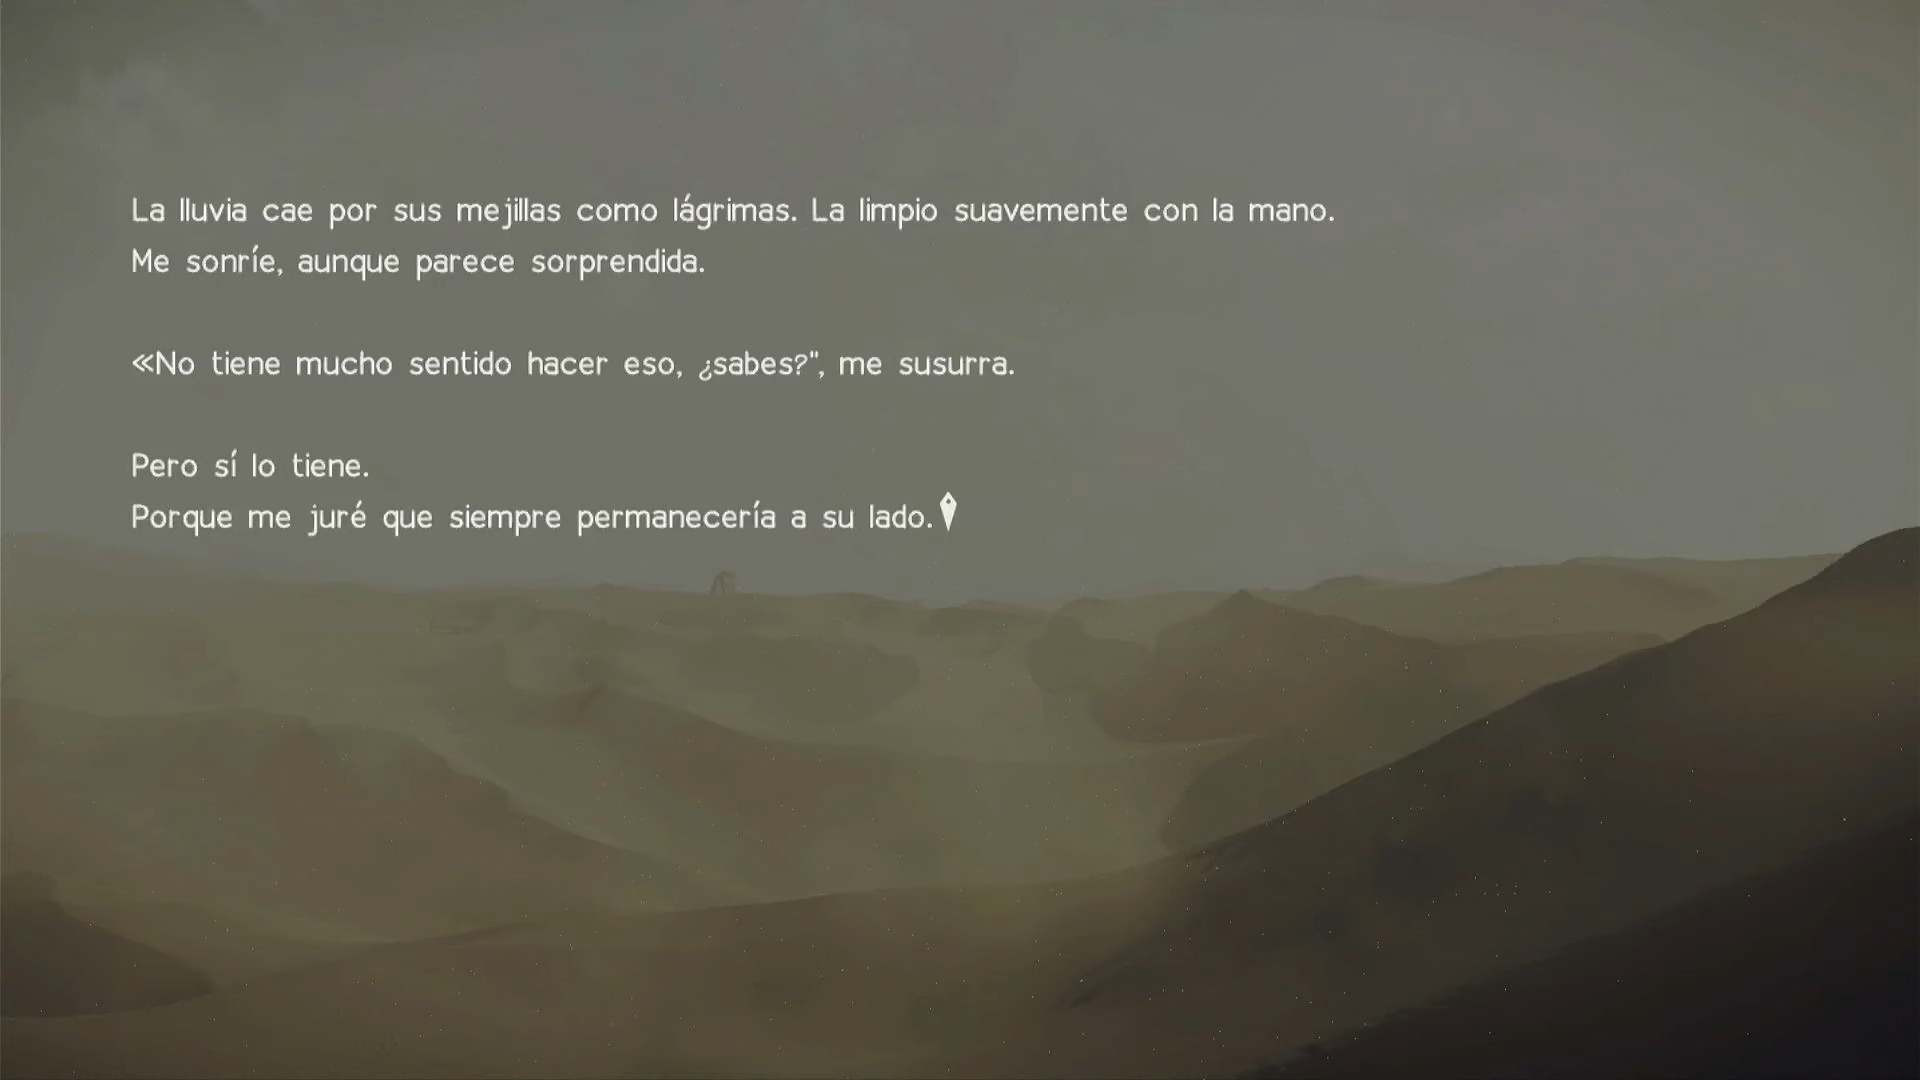 La lluvia cae por sus mejillas como lágrimas. La limpio suavemente con la mano.
Me sonríe, aunque parece sorprendida.
«No tiene mucho sentido hacer eso, ¿sabes?", me susurra.
Pero sí lo tiene.
Porque me juré que siempre permanecería a su lado.